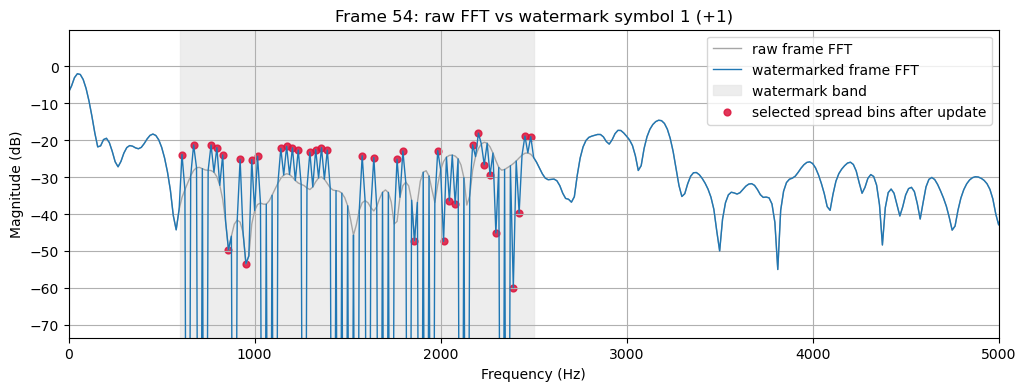 Frame 54: raw FFT vs watermark symbol 1 (+1)
raw frame FFT
watermarked frame FFT
watermark band
selected spread bins after update
Magnitude (dB)
0
−10
−20
−30
−40
−50
−60
−70
0
1000
2000
3000
4000
5000
Frequency (Hz)